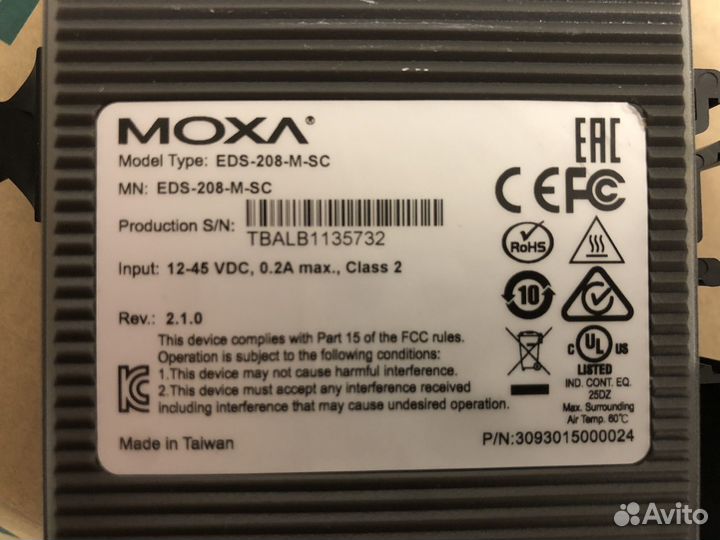 MOXA®
Model Type: EDS-208-M-SC
MN: EDS-208-M-SC
Production S/N:
TBALB1135732
Input: 12-45 VDC, 0.2A max., Class 2
Rev.: 2.1.0
This device complies with Part 15 of the FCC rules.
Operation is subject to the following conditions:
1.This device may not cause harmful interference.
2.This device must accept any interference received
including interference that may cause undesired operation.
Made in Taiwan
EAC
CE FC
RoHS
10
C UL US
LISTED
IND. CONT. EQ.
25DZ
Max. Surrounding
Air Temp. 60°C
P/N:3093015000024
Avito